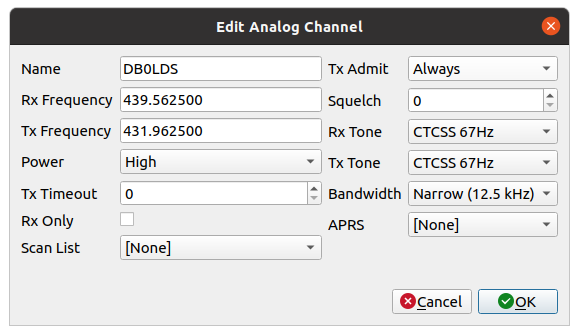 Edit Analog Channel
Name DB0LDS Tx Admit Always
Rx Frequency 439.562500 Squelch 0
Tx Frequency 431.962500 Rx Tone CTCSS 67Hz
Power High Tx Tone CTCSS 67Hz
Tx Timeout 0 Bandwidth Narrow (12.5 kHz)
Rx Only APRS [None]
Scan List [None]
Cancel OK